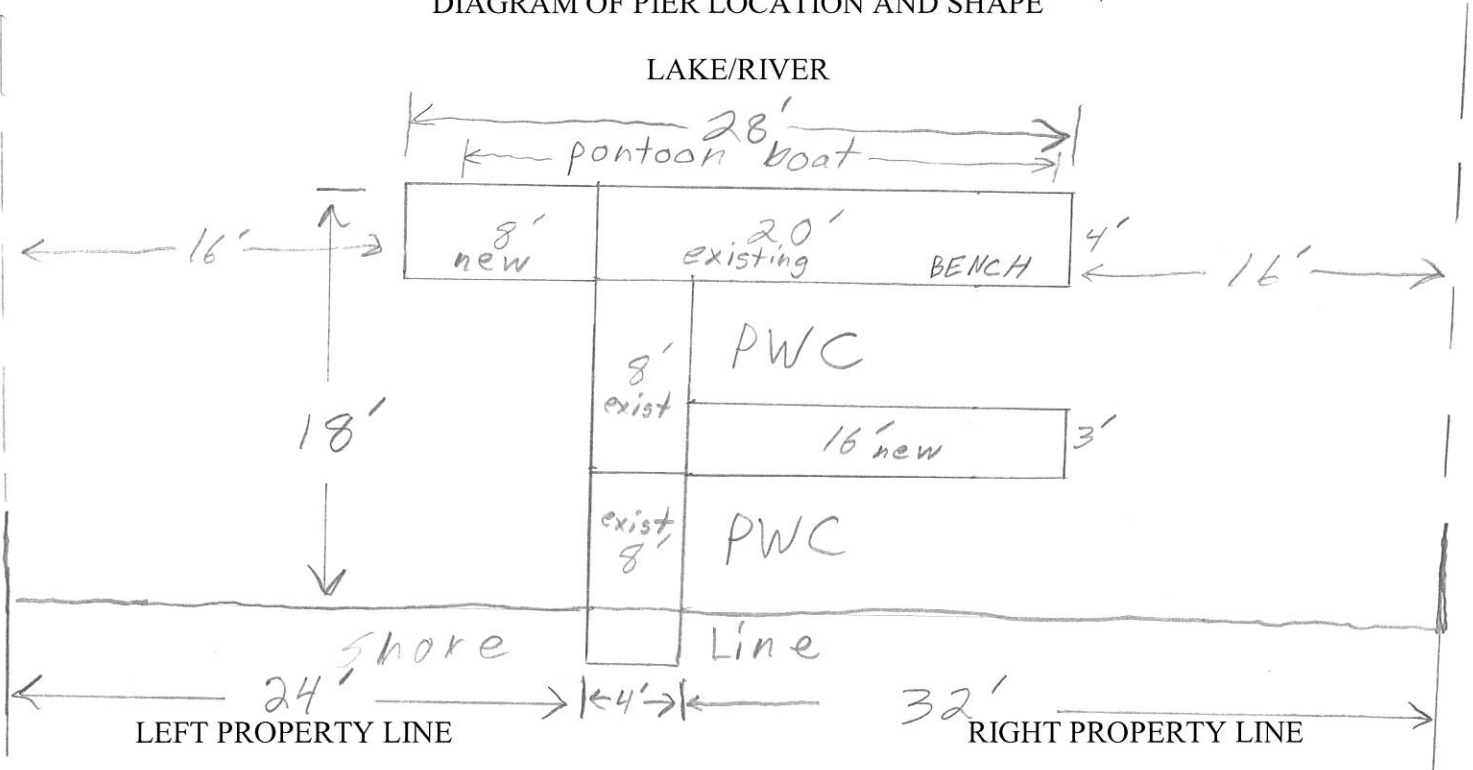 DIAGRAM OF PIER LOCATION AND SHAPE
LAKE/RIVER
28'
pontoon boat
16'
8'
new
20'
existing
BENCH
4'
16'
18'
8'
exist
PWC
16' new
3'
exist
8'
PWC
Shore Line
24'
4'
32'
LEFT PROPERTY LINE
RIGHT PROPERTY LINE